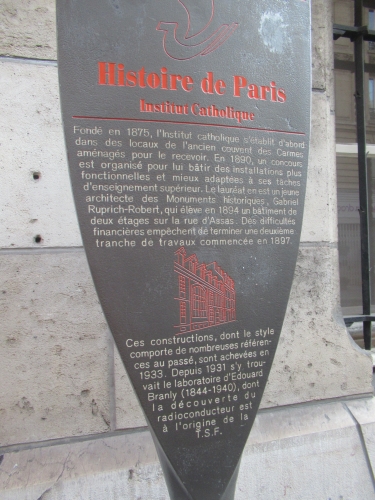 Histoire de Paris
Institut Catholique
Fondé en 1875, l'Institut catholique s'établit d'abord
dans des locaux de l'ancien couvent des Carmes
aménagés pour le recevoir. En 1890, un concours
est organisé pour lui bâtir des installations plus
fonctionnelles et mieux adaptées à ses tâches
d'enseignement supérieur. Le lauréat en est un jeune
architecte des Monuments historiques, Gabriel
Ruprich-Robert, qui élève en 1894 un bâtiment de
deux étages sur la rue d'Assas. Des difficultés
financières empêchent de terminer une deuxième
tranche de travaux commencée en 1897.
Ces constructions, dont le style
comporte de nombreuses référen-
ces au passé, sont achevées en
1933. Depuis 1931 s'y trou-
vait le laboratoire d'Edouard
Branly (1844-1940), dont
la découverte du
radioconducteur est
à l'origine de la
T.S.F.